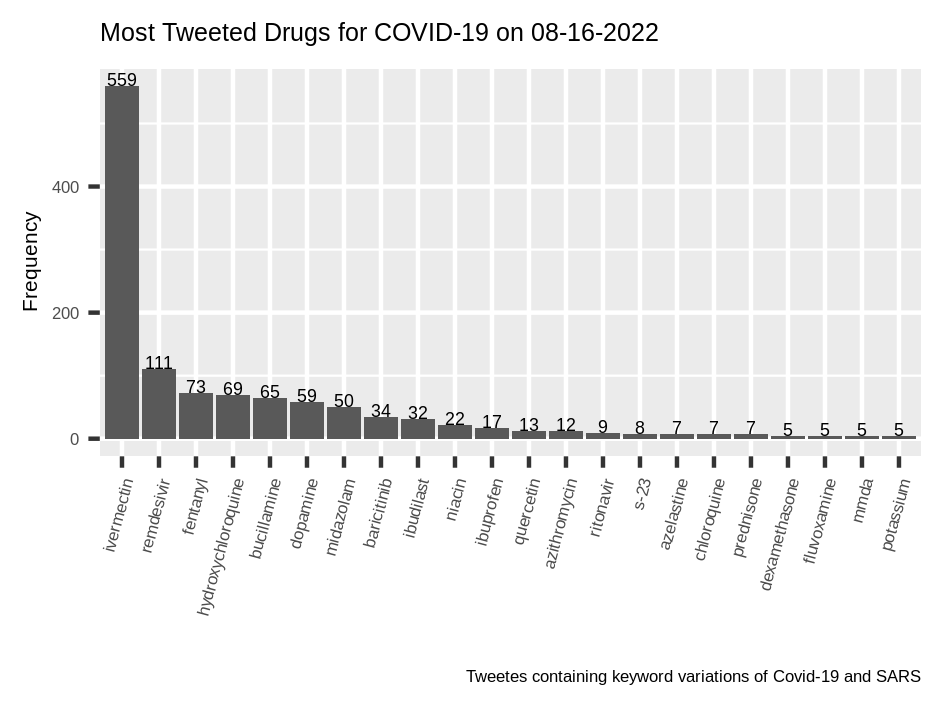 Most Tweeted Drugs for COVID-19 on 08-16-2022
559
111
73
69
65
59
50
34
32
22
17
13
12
9
8
7
7
7
5
5
5
5
Frequency
400
200
0
ivermectin
remdesivir
fentanyl
hydroxychloroquine
bucillamine
dopamine
midazolam
baricitinib
ibudilast
niacin
ibuprofen
quercetin
azithromycin
ritonavir
s-23
azelastine
chloroquine
prednisone
dexamethasone
fluvoxamine
mmda
potassium
Tweetes containing keyword variations of Covid-19 and SARS